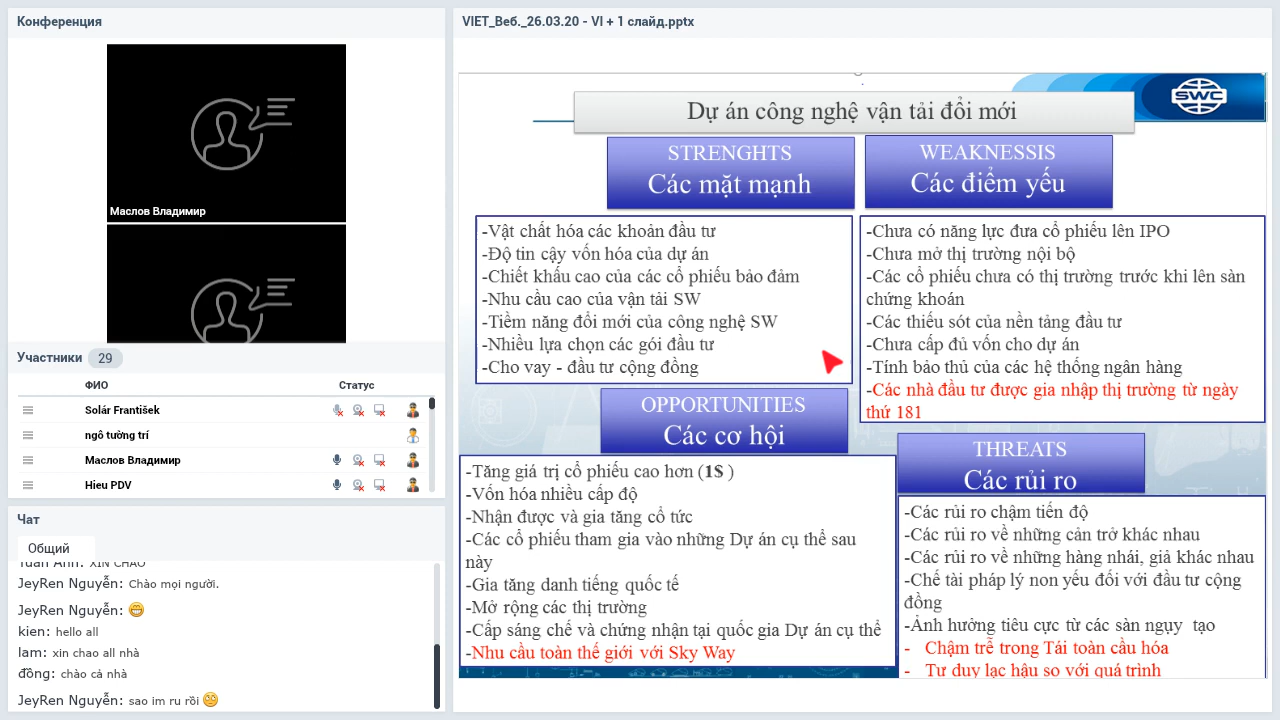 Конференция
Маслов Владимир
Участники 29
ФИО Статус
Solár František
ngô tường trí
Маслов Владимир
Hieu PDV
Чат
Общий
Tuan Anh: XIN CHAO
JeyRen Nguyễn: Chào mọi người.
JeyRen Nguyễn: 😁
kien: hello all
lam: xin chao all nhà
đồng: chào cả nhà
JeyRen Nguyễn: sao im ru rồi
VIET_Веб._26.03.20 - VI + 1 слайд.pptx
SWC
Dự án công nghệ vận tải đổi mới
STRENGHTS
Các mặt mạnh
-Vật chất hóa các khoản đầu tư
-Độ tin cậy vốn hóa của dự án
-Chiết khấu cao của các cổ phiếu bảo đảm
-Nhu cầu cao của vận tải SW
-Tiềm năng đổi mới của công nghệ SW
-Nhiều lựa chọn các gói đầu tư
-Cho vay - đầu tư cộng đồng
WEAKNESSIS
Các điểm yếu
-Chưa có năng lực đưa cổ phiếu lên IPO
-Chưa mở thị trường nội bộ
-Các cổ phiếu chưa có thị trường trước khi lên sàn
chứng khoán
-Các thiếu sót của nền tảng đầu tư
-Chưa cấp đủ vốn cho dự án
-Tính bảo thủ của các hệ thống ngân hàng
-Các nhà đầu tư được gia nhập thị trường từ ngày
thứ 181
OPPORTUNITIES
Các cơ hội
-Tăng giá trị cổ phiếu cao hơn (1$ )
-Vốn hóa nhiều cấp độ
-Nhận được và gia tăng cổ tức
-Các cổ phiếu tham gia vào những Dự án cụ thể sau
này
-Gia tăng danh tiếng quốc tế
-Mở rộng các thị trường
-Cấp sáng chế và chứng nhận tại quốc gia Dự án cụ thể
-Nhu cầu toàn thế giới với Sky Way
THREATS
Các rủi ro
-Các rủi ro chậm tiến độ
-Các rủi ro về những cản trở khác nhau
-Các rủi ro về những hàng nhái, giả khác nhau
-Chế tài pháp lý non yếu đối với đầu tư cộng
đồng
-Ảnh hưởng tiêu cực từ các sàn ngụy tạo
- Chậm trễ trong Tái toàn cầu hóa
- Tư duy lạc hậu so với quá trình